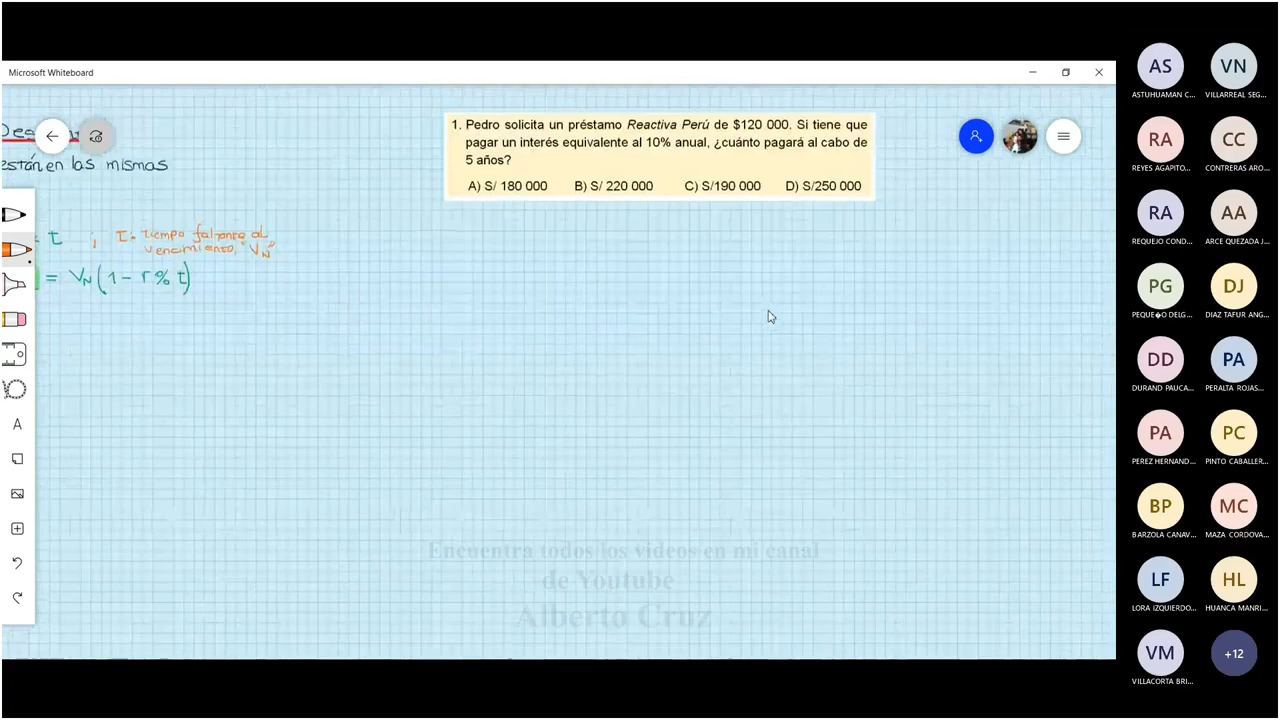 Microsoft Whiteboard
están en las mismas
t ; t = tiempo faltante al
vencimiento "VN"
= VN (1 - r % t)
1. Pedro solicita un préstamo Reactiva Perú de $120 000. Si tiene que
pagar un interés equivalente al 10% anual, ¿cuánto pagará al cabo de
5 años?
A) S/ 180 000 B) S/ 220 000 C) S/190 000 D) S/250 000
A
Encuentra todos los videos en mi canal
de Youtube
Alberto Cruz
AS VN
ASTUHUAMAN C... VILLARREAL SEG...
RA CC
REYES AGAPITO... CONTRERAS ARO...
RA AA
REQUEJO COND... ARCE QUEZADA J...
PG DJ
PEQUE�O DELG... DIAZ TAFUR ANG...
DD PA
DURAND PAUCA... PERALTA ROJAS...
PA PC
PEREZ HERNAND... PINTO CABALLER...
BP MC
BARZOLA CANAV... MAZA CORDOVA...
LF HL
LORA IZQUIERDO... HUANCA MANRI...
VM +12
VILLACORTA BRI...